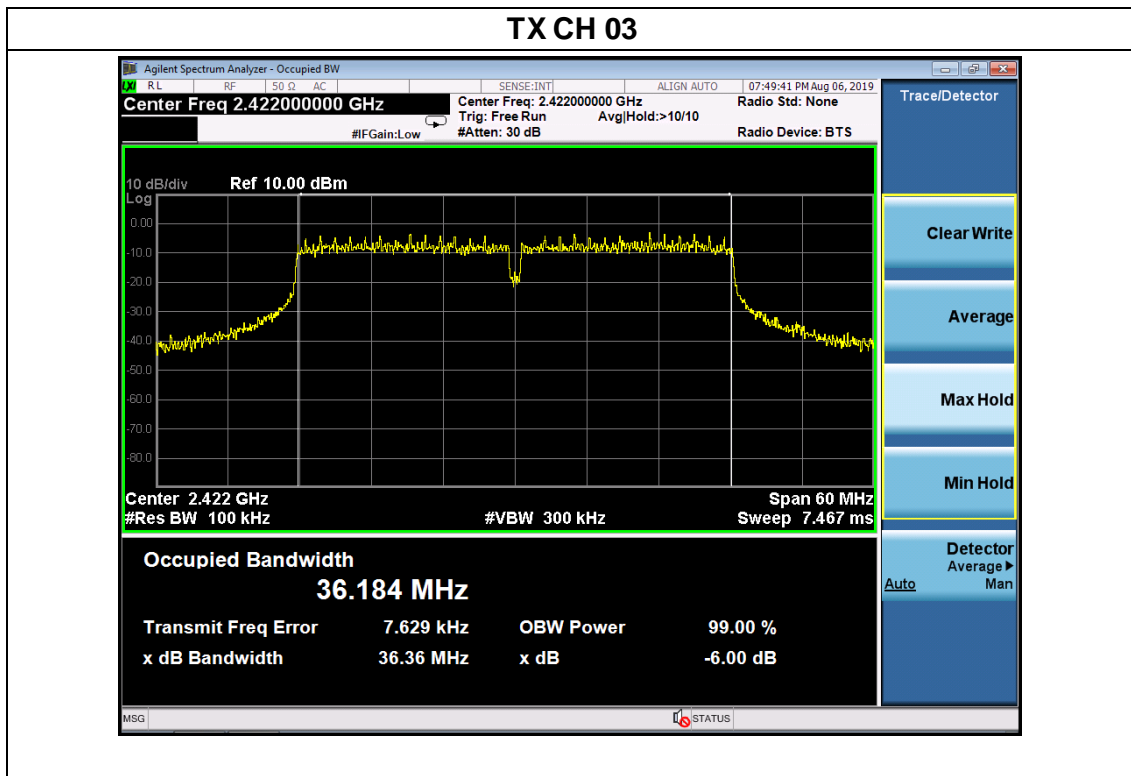 TX CH 03
Agilent Spectrum Analyzer - Occupied BW
LXI RL RF 50 Ω AC SENSE:INT ALIGN AUTO 07:49:41 PM Aug 06, 2019
Center Freq 2.422000000 GHz
Center Freq: 2.422000000 GHz
Radio Std: None
Trig: Free Run Avg|Hold:>10/10
#IFGain:Low #Atten: 30 dB Radio Device: BTS
10 dB/div Ref 10.00 dBm
Log
0.00
-10.0
-20.0
-30.0
-40.0
-50.0
-60.0
-70.0
-80.0
Center 2.422 GHz Span 60 MHz
#Res BW 100 kHz #VBW 300 kHz Sweep 7.467 ms
Occupied Bandwidth
36.184 MHz
Transmit Freq Error 7.629 kHz OBW Power 99.00 %
x dB Bandwidth 36.36 MHz x dB -6.00 dB
MSG STATUS
Trace/Detector
Clear Write
Average
Max Hold
Min Hold
Detector
Average▶
Auto Man